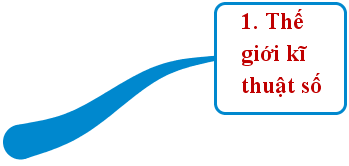 1. Thế
giới kĩ
thuật số